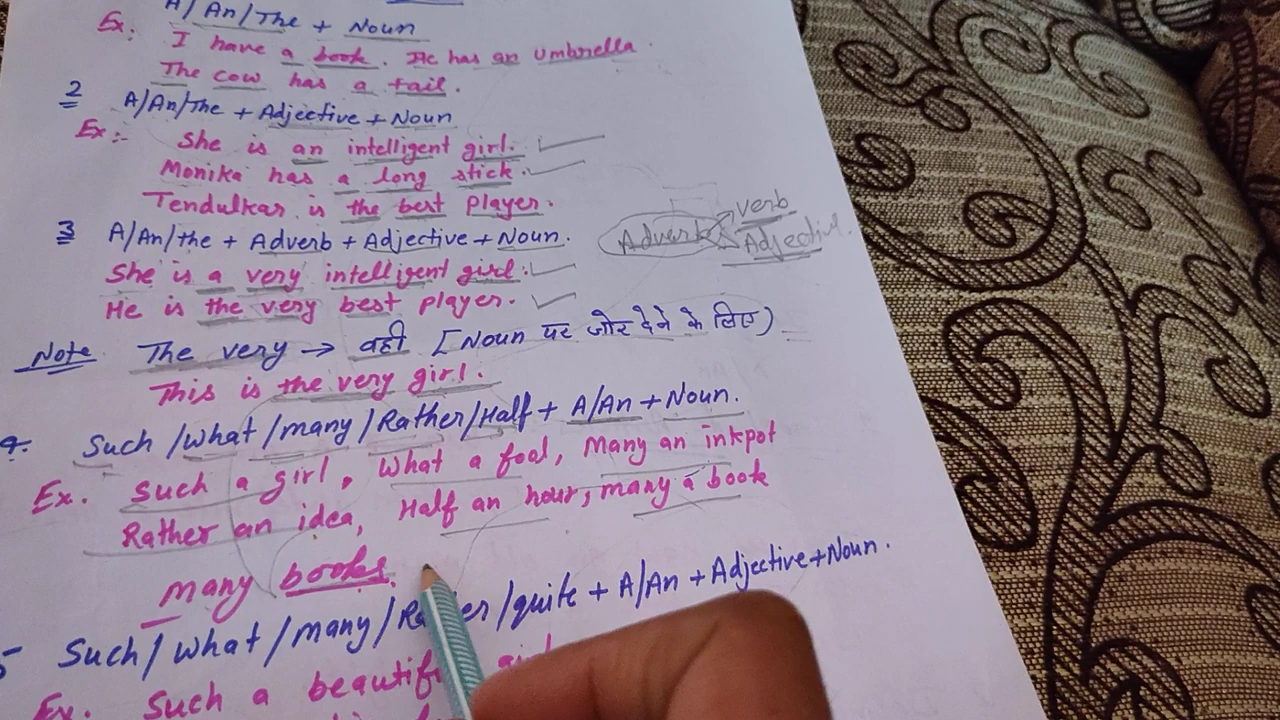 A/An/The + Noun
Ex: I have a book. He has an umbrella.
The cow has a tail.
2 A/An/The + Adjective + Noun
Ex:- She is an intelligent girl.
Monika has a long stick.
Tendulkar is the best player.
3 A/An/the + Adverb + Adjective + Noun.
Adverb verb
Adjective.
She is a very intelligent girl.
He is the very best player.
Note The very → वही [Noun पर जोर देने के लिए)
This is the very girl.
4. Such/what/many/Rather/Half + A/An + Noun.
Ex. Such a girl, What a fool, Many an inkpot
Rather an idea, Half an hour, many a book
many books.
5 Such/what/many/Rather/quite + A/An + Adjective + Noun.
Ex. Such a